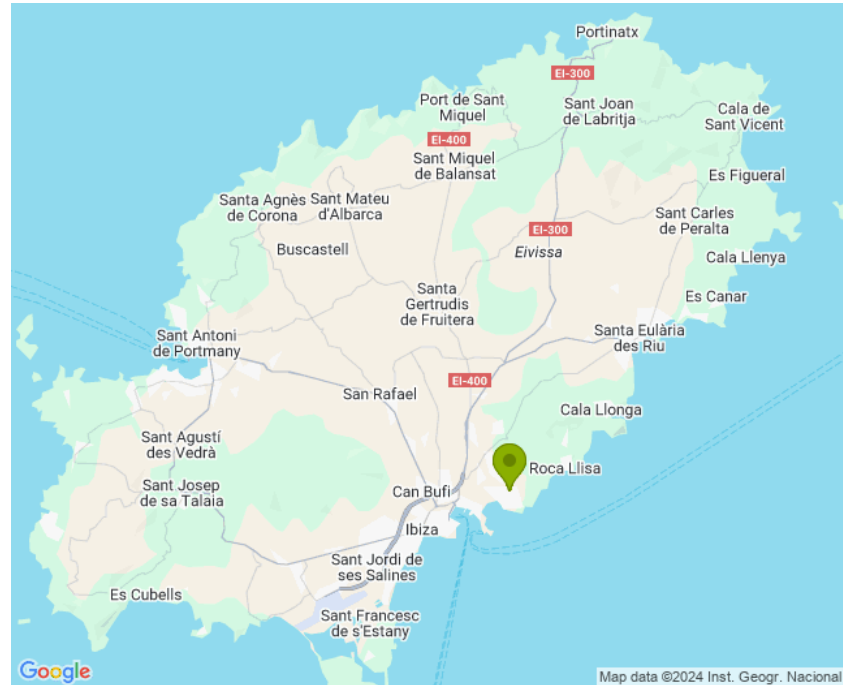 Portinatx
EI-300
Port de Sant
Miquel
Sant Joan
de Labritja
Cala de
Sant Vicent
EI-400
Sant Miquel
de Balansat
Es Figueral
Santa Agnès
de Corona
Sant Mateu
d'Albarca
Sant Carles
de Peralta
EI-300
Buscastell
Eivissa
Cala Llenya
Santa
Gertrudis
de Fruitera
Es Canar
Sant Antoni
de Portmany
Santa Eulària
des Riu
EI-400
San Rafael
Cala Llonga
Sant Agustí
des Vedrà
Roca Llisa
Sant Josep
de sa Talaia
Can Bufí
Ibiza
Sant Jordi de
ses Salines
Es Cubells
Sant Francesc
de s'Estany
Google
Map data ©2024 Inst. Geogr. Nacional